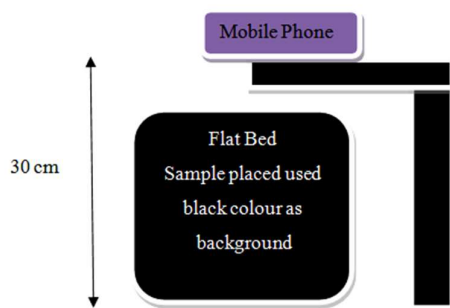 Mobile Phone
30 cm
Flat Bed
Sample placed used
black colour as
background